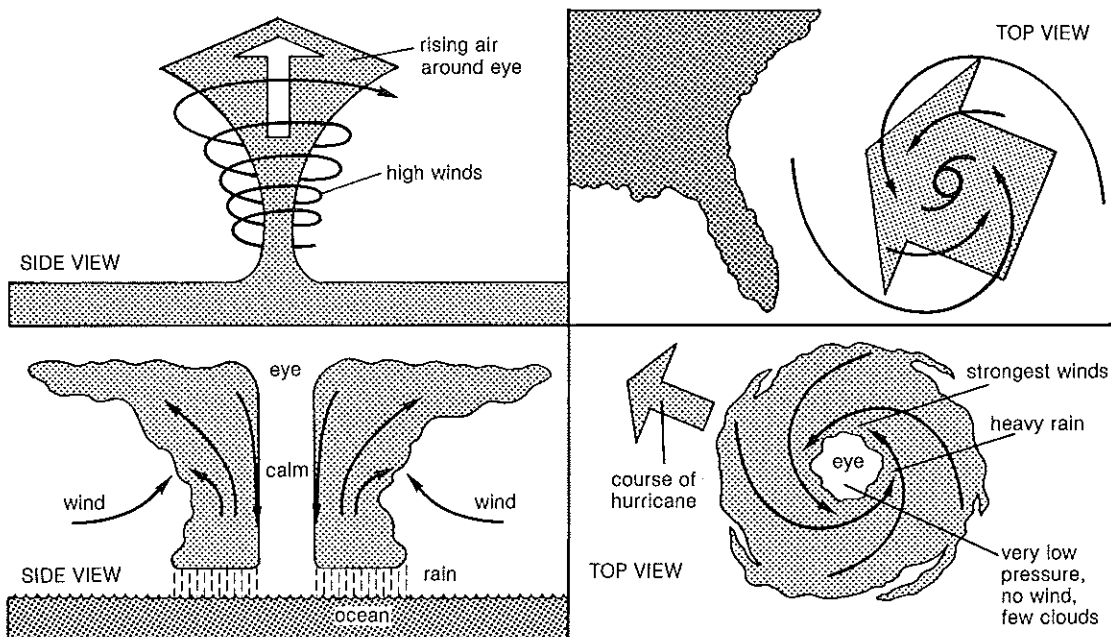 rising air
around eye
high winds
SIDE VIEW
TOP VIEW
eye
calm
wind
wind
SIDE VIEW
rain
ocean
strongest winds
heavy rain
eye
course of
hurricane
TOP VIEW
very low
pressure,
no wind,
few clouds